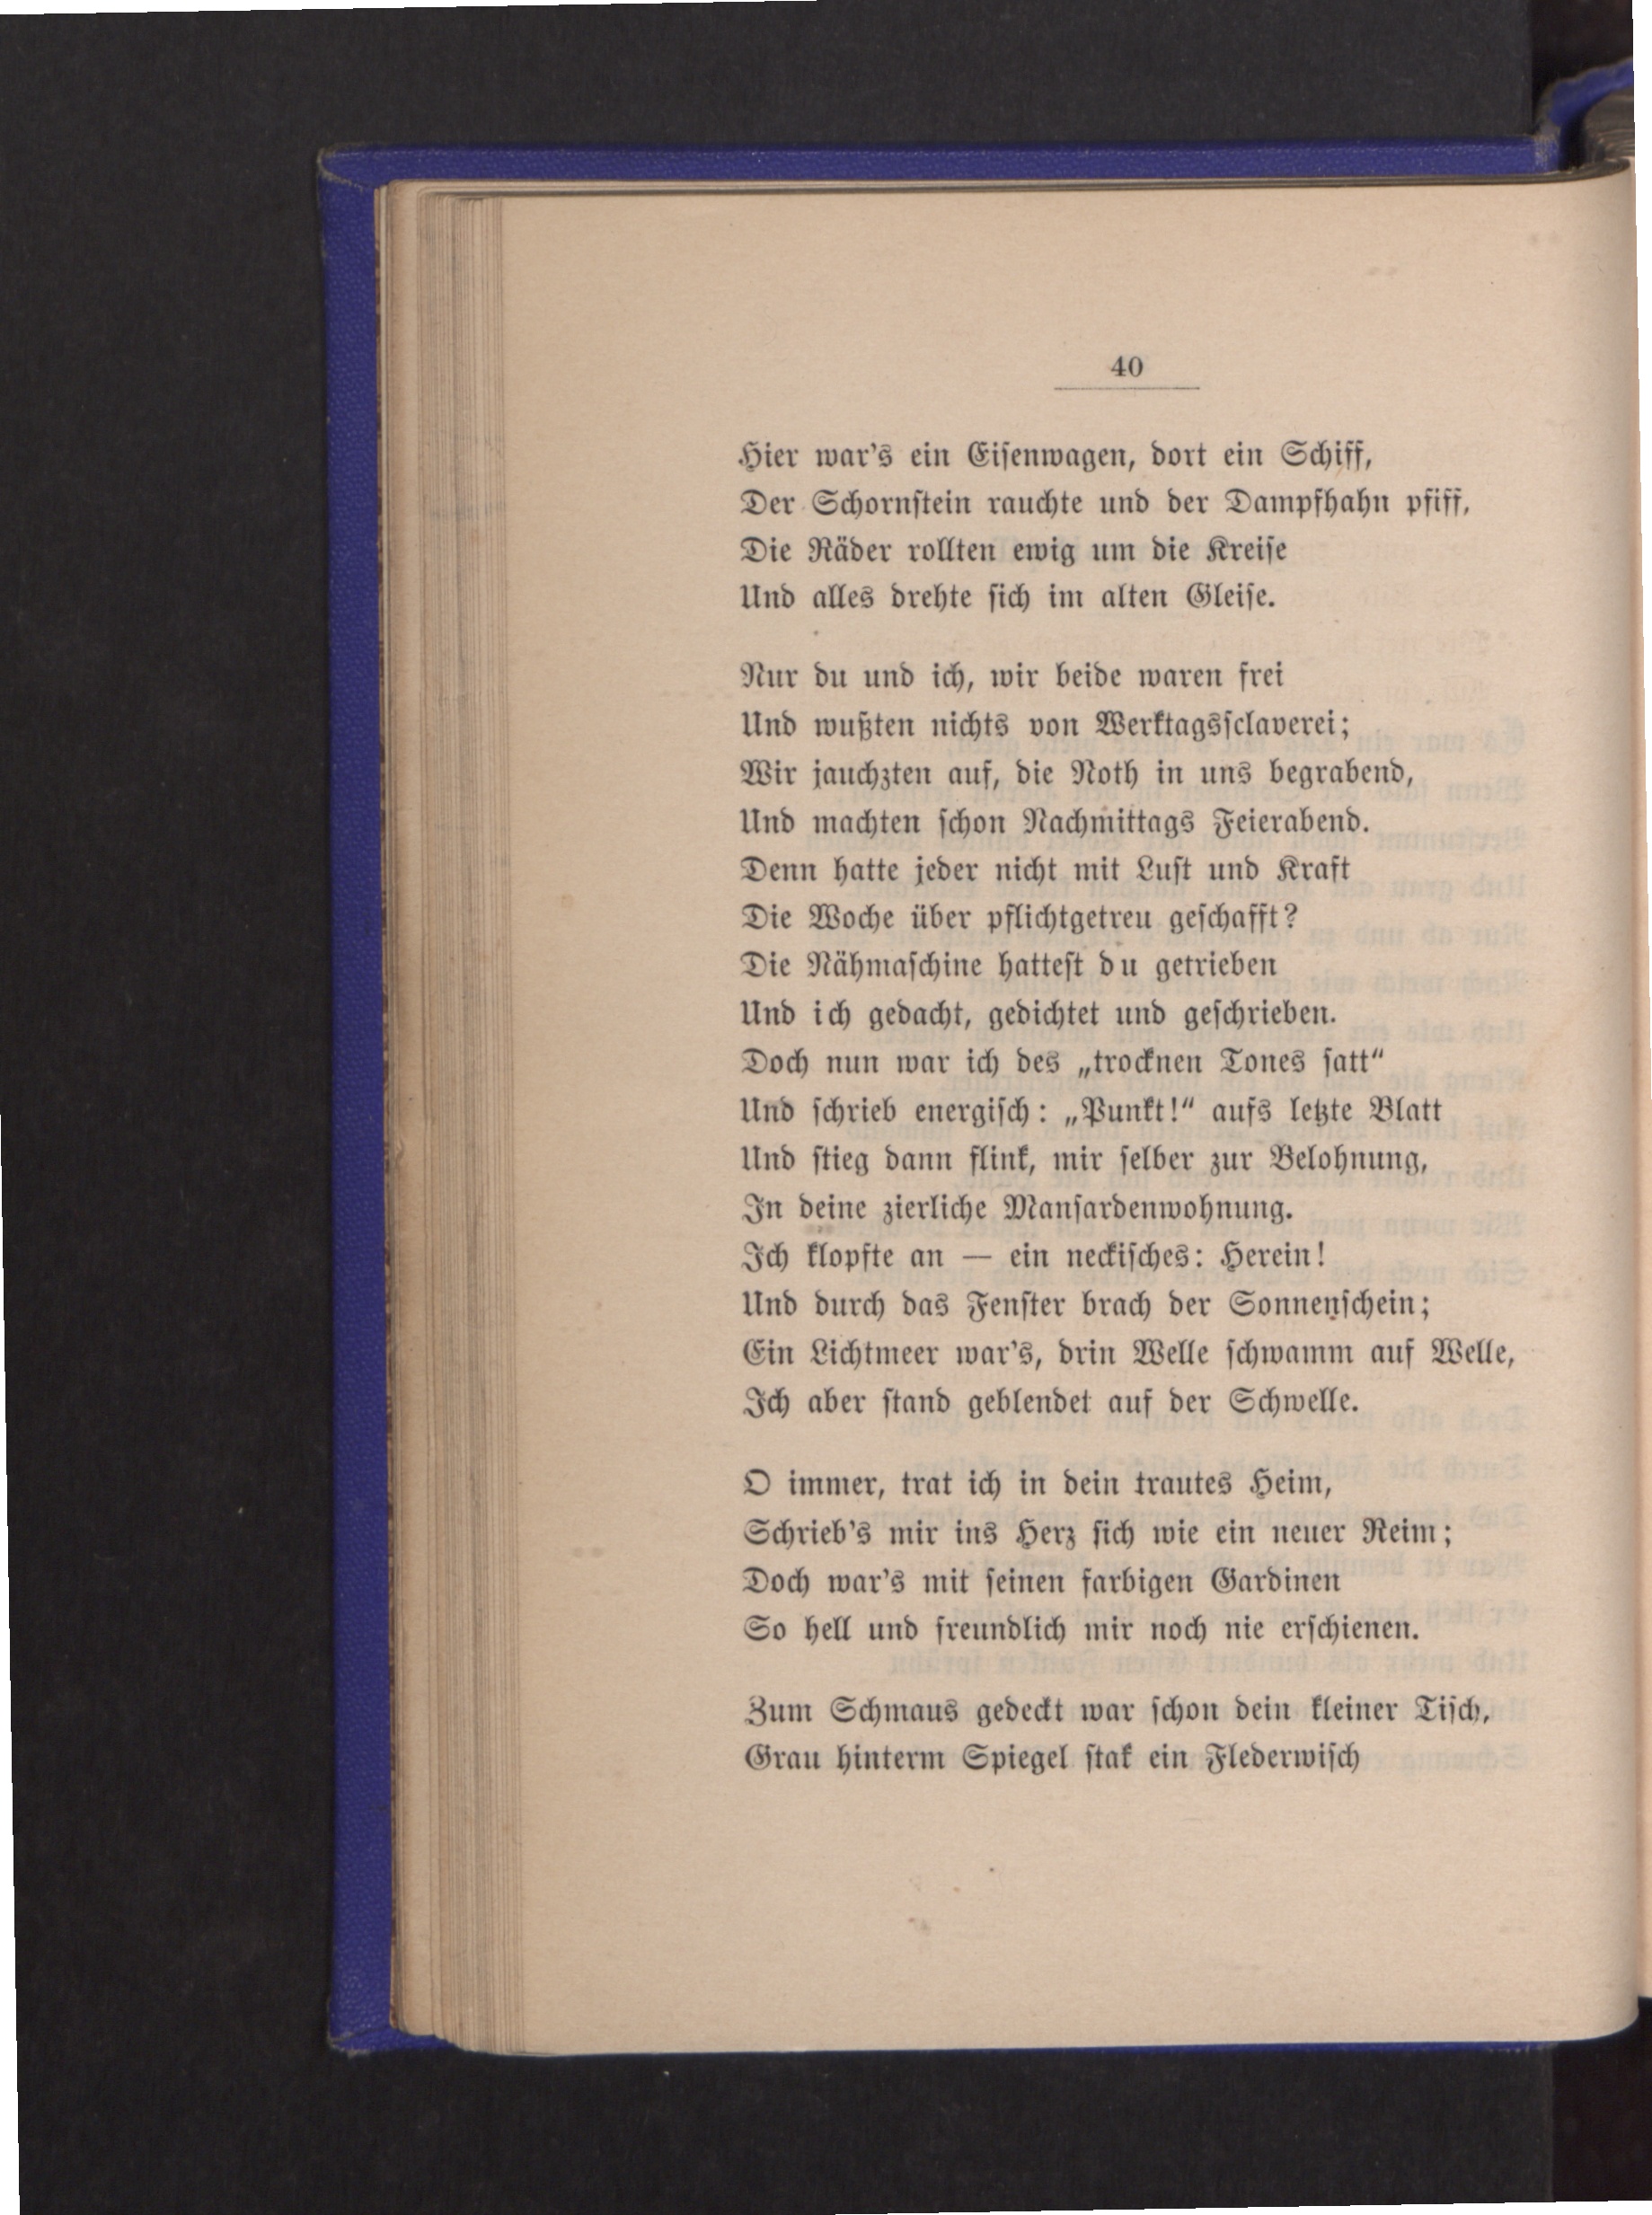 40
Hier war's ein Eisenwagen, dort ein Schiff,
Der Schornstein rauchte und der Dampfhahn pfiff,
Die Räder rollten ewig um die Kreise
Und alles drehte sich im alten Gleise.
Nur du und ich, wir beide waren frei
Und wußten nichts von Werktagssclaverei;
Wir jauchzten auf, die Noth in uns begrabend,
Und machten schon Nachmittags Feierabend.
Denn hatte jeder nicht mit Lust und Kraft
Die Woche über pflichtgetreu geschafft?
Die Nähmaschine hattest du getrieben
Und ich gedacht, gedichtet und geschrieben.
Doch nun war ich des „trocknen Tones satt“
Und schrieb energisch: „Punkt!“ aufs letzte Blatt
Und stieg dann flink, mir selber zur Belohnung,
In deine zierliche Mansardenwohnung.
Ich klopfte an — ein neckisches: Herein!
Und durch das Fenster brach der Sonnenschein;
Ein Lichtmeer war's, drin Welle schwamm auf Welle,
Ich aber stand geblendet auf der Schwelle.
O immer, trat ich in dein trautes Heim,
Schrieb's mir ins Herz sich wie ein neuer Reim;
Doch war's mit seinen farbigen Gardinen
So hell und freundlich mir noch nie erschienen.
Zum Schmaus gedeckt war schon dein kleiner Tisch,
Grau hinterm Spiegel stak ein Flederwisch